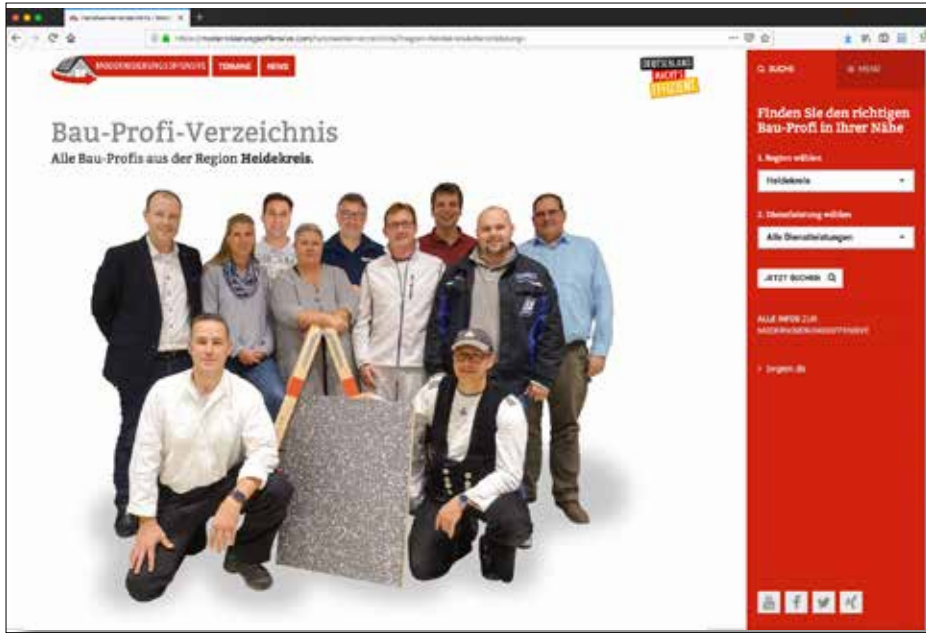 MODERNISIERUNGSOFFENSIVE TERMINE NEWS
DEUTSCHLAND
MACHT'S
EFFIZIENT
SUCHE MENÜ
Bau-Profi-Verzeichnis
Alle Bau-Profis aus der Region Heidekreis.
Finden Sie den richtigen
Bau-Profi in Ihrer Nähe
1. Region wählen
Heidekreis
2. Dienstleistung wählen
Alle Dienstleistungen
JETZT SUCHEN
ALLE INFOS ZUR
MODERNISIERUNGSOFFENSIVE